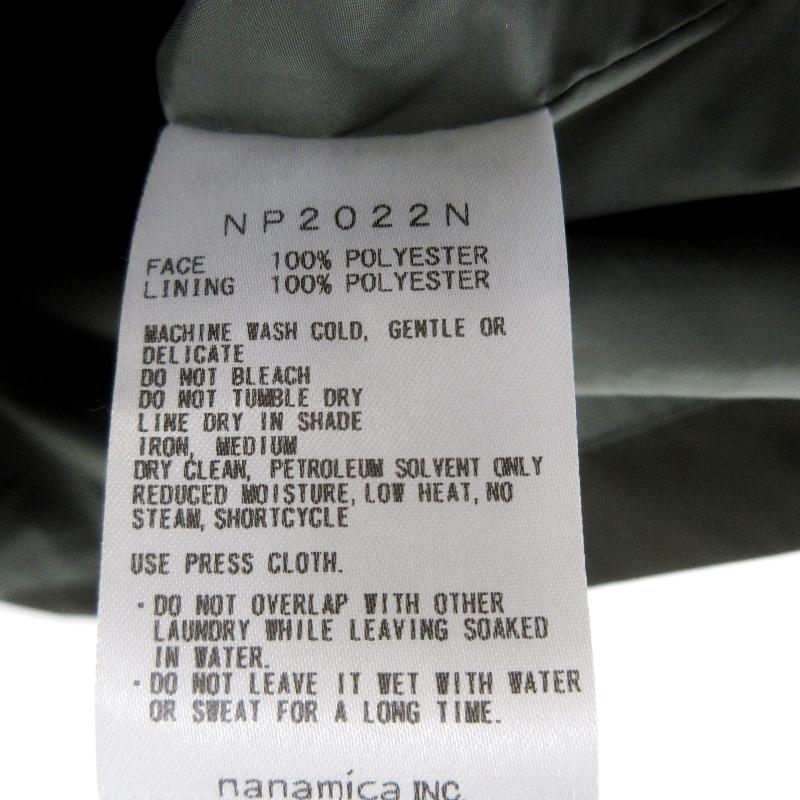 NP2022N
FACE 100% POLYESTER
LINING 100% POLYESTER
MACHINE WASH COLD, GENTLE OR
DELICATE
DO NOT BLEACH
DO NOT TUMBLE DRY
LINE DRY IN SHADE
IRON, MEDIUM
DRY CLEAN, PETROLEUM SOLVENT ONLY
REDUCED MOISTURE, LOW HEAT, NO
STEAM, SHORTCYCLE
USE PRESS CLOTH.
・DO NOT OVERLAP WITH OTHER
LAUNDRY WHILE LEAVING SOAKED
IN WATER.
・DO NOT LEAVE IT WET WITH WATER
OR SWEAT FOR A LONG TIME.
nanamica INC.